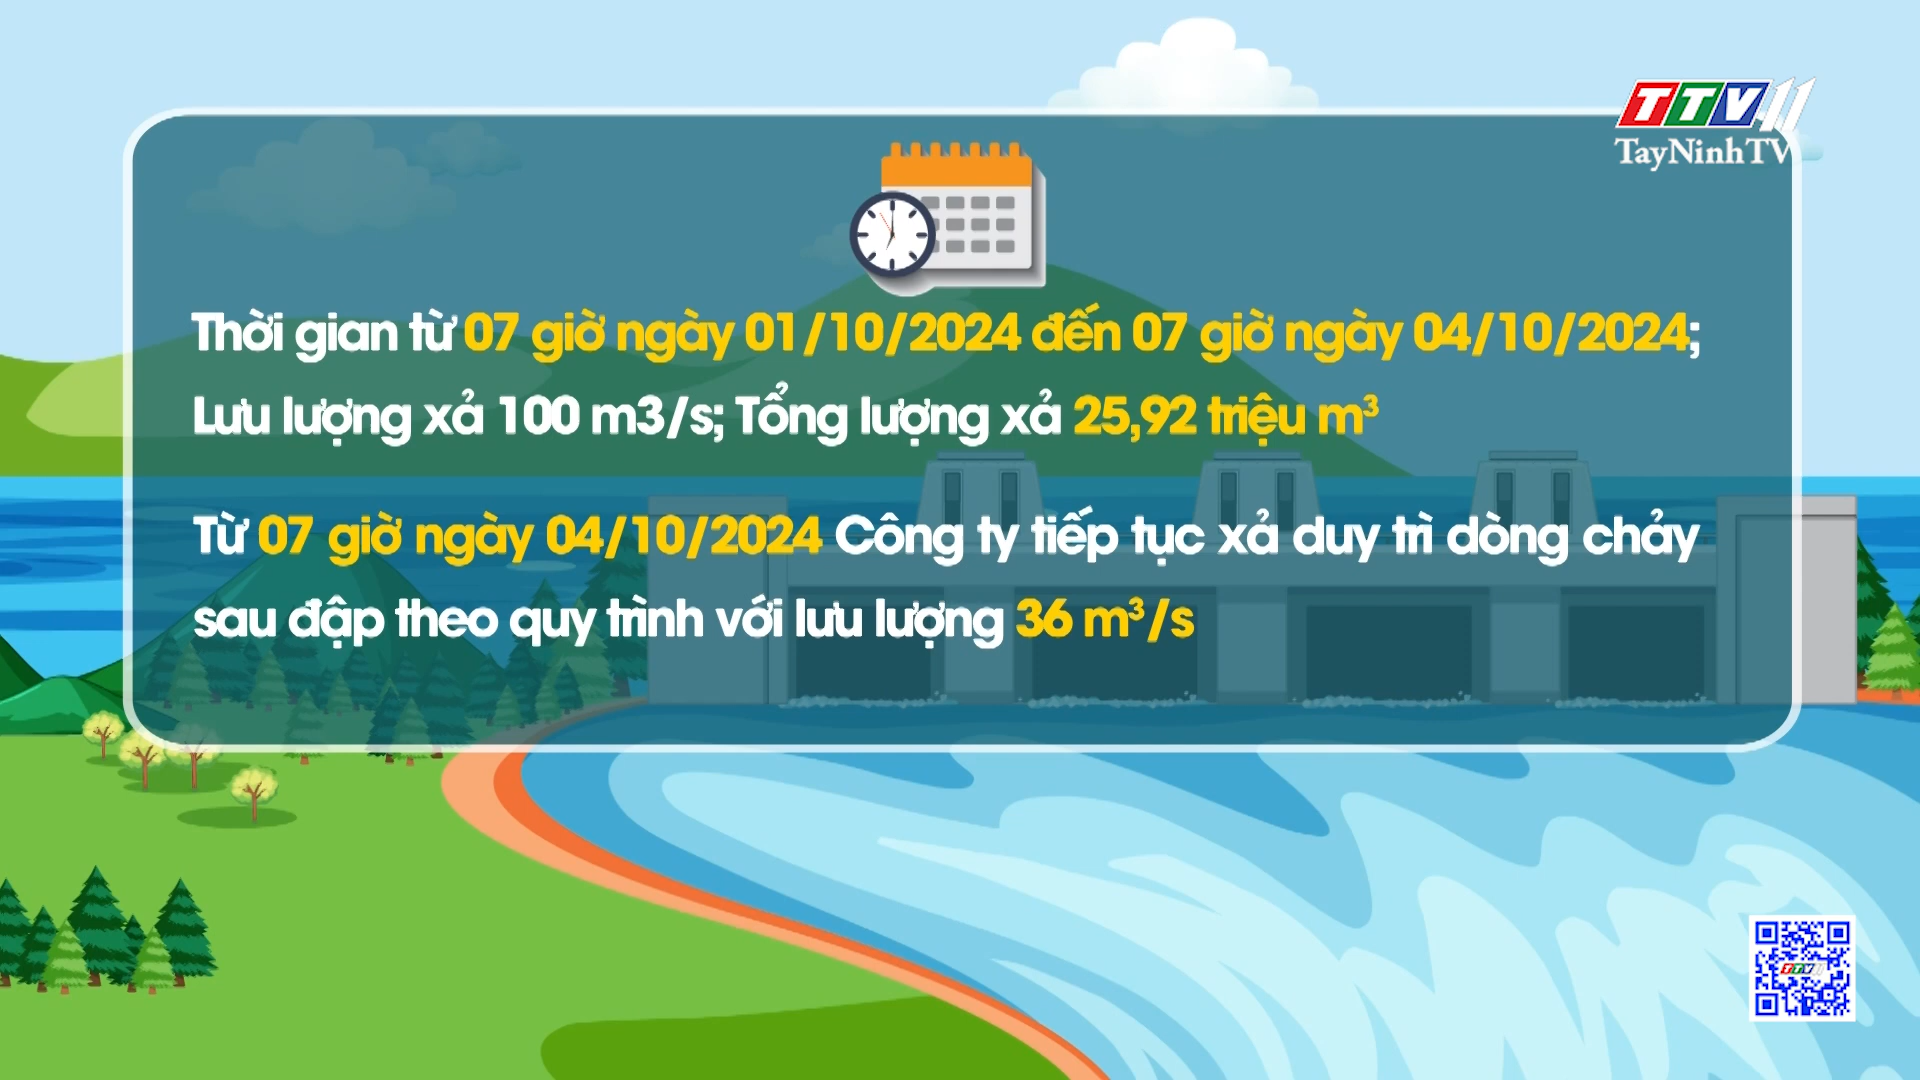 TTV11
TayNinhTV
Thời gian từ 07 giờ ngày 01/10/2024 đến 07 giờ ngày 04/10/2024;
Lưu lượng xả 100 m3/s; Tổng lượng xả 25,92 triệu m³
Từ 07 giờ ngày 04/10/2024 Công ty tiếp tục xả duy trì dòng chảy
sau đập theo quy trình với lưu lượng 36 m³/s
TTV11